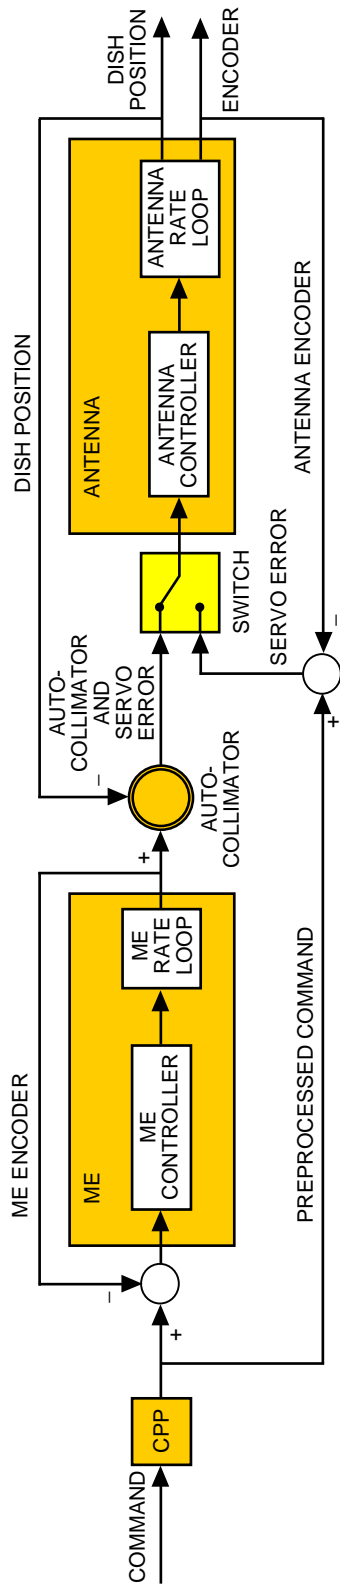 COMMAND
CPP
+
–
ME ENCODER
ME
ME
CONTROLLER
ME
RATE
LOOP
+
–
AUTO-
COLLIMATOR
AUTO-
COLLIMATOR
AND
SERVO
ERROR
DISH POSITION
SWITCH
ANTENNA
ANTENNA
CONTROLLER
ANTENNA
RATE
LOOP
DISH
POSITION
ENCODER
PREPROCESSED COMMAND
+
–
SERVO ERROR
ANTENNA ENCODER